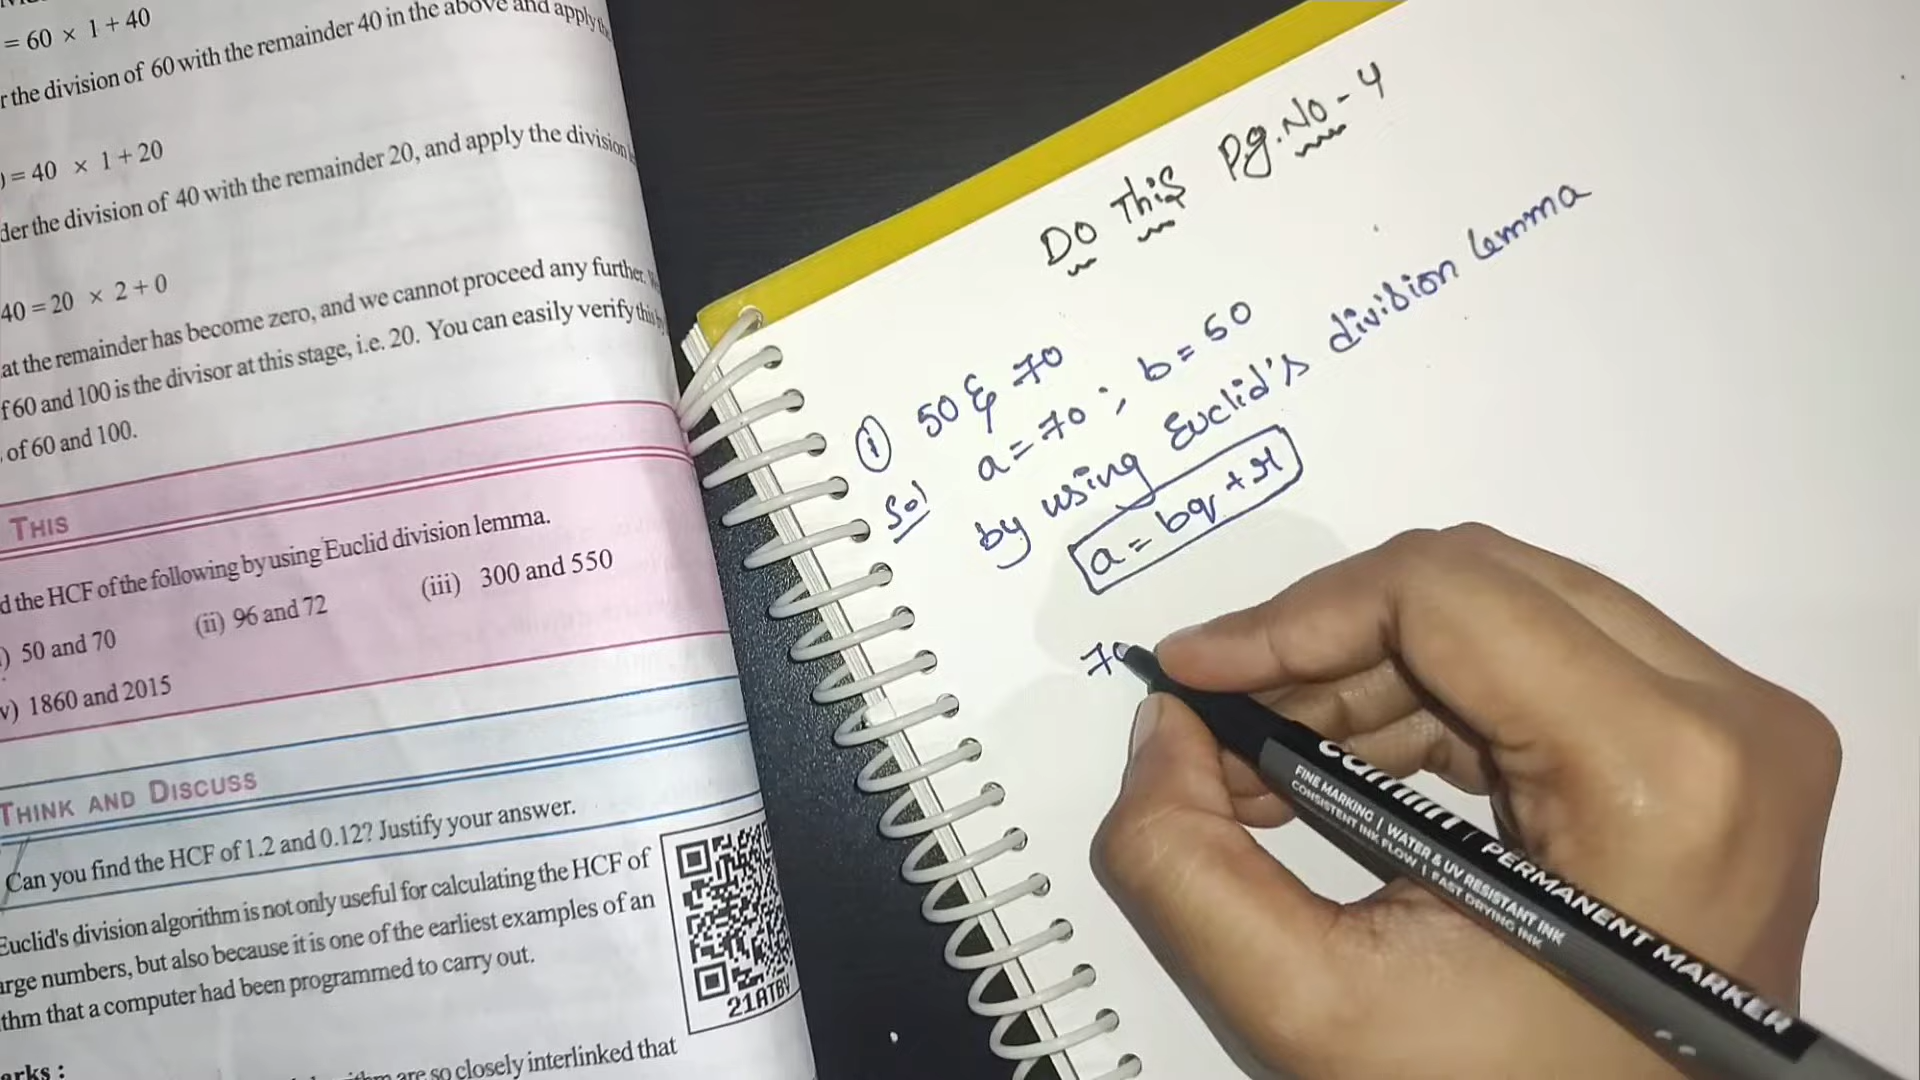 = 60 × 1 + 40
the division of 60 with the remainder 40 in the above and apply
= 40 × 1 + 20
the division of 40 with the remainder 20, and apply the division
40 = 20 × 2 + 0
at the remainder has become zero, and we cannot proceed any further.
60 and 100 is the divisor at this stage, i.e. 20. You can easily verify this
of 60 and 100.
THIS
the HCF of the following by using Euclid division lemma.
) 50 and 70 (ii) 96 and 72 (iii) 300 and 550
v) 1860 and 2015
THINK AND DISCUSS
Can you find the HCF of 1.2 and 0.12? Justify your answer.
Euclid's division algorithm is not only useful for calculating the HCF of
arge numbers, but also because it is one of the earliest examples of an
thm that a computer had been programmed to carry out.
21ATBY
arks :
are so closely interlinked that
Do This Pg.No - 4
① 50 & 70
Sol a = 70 ; b = 50
by using Euclid's division lemma
a = bq + r
70
camlin PERMANENT MARKER
FINE MARKING | WATER & UV RESISTANT INK
CONSISTENT INK FLOW | FAST DRYING INK